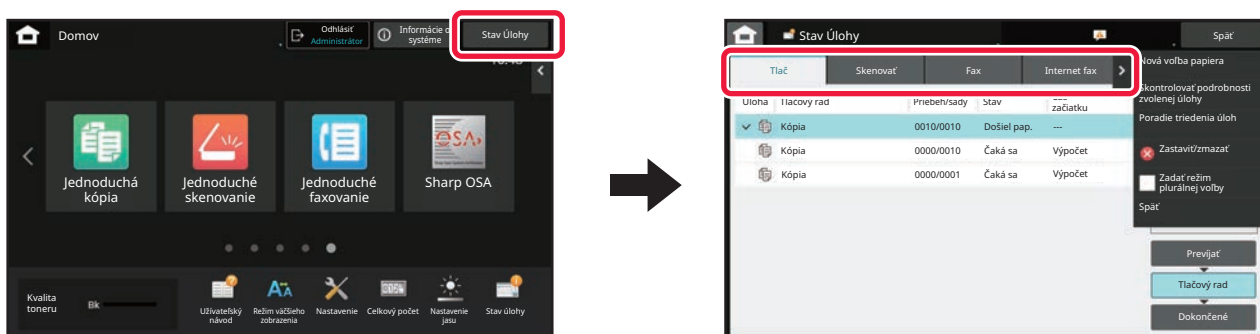 Domov
Odhlásiť
Administrátor
Informácie o
systéme
Stav Úlohy
Jednoduchá
kópia
Jednoduché
skenovanie
Jednoduché
faxovanie
Sharp OSA
Kvalita
toneru
Bk
Užívateľský
návod
Režim väčšieho
zobrazenia
Nastavenie
Celkový počet
Nastavenie
jasu
Stav úlohy
Stav Úlohy
Späť
Tlač
Skenovať
Fax
Internet fax
Nová voľba papiera
Skontrolovať podrobnosti
zvolenej úlohy
Poradie triedenia úloh
Zastaviť/zmazať
Zadať režim
plurálnej voľby
Späť
Úloha Tlačový rad Priebeh/sady Stav začiatku
Kópia 0010/0010 Došiel pap. ---
Kópia 0000/0010 Čaká sa Výpočet
Kópia 0000/0001 Čaká sa Výpočet
Prevíjať
Tlačový rad
Dokončené